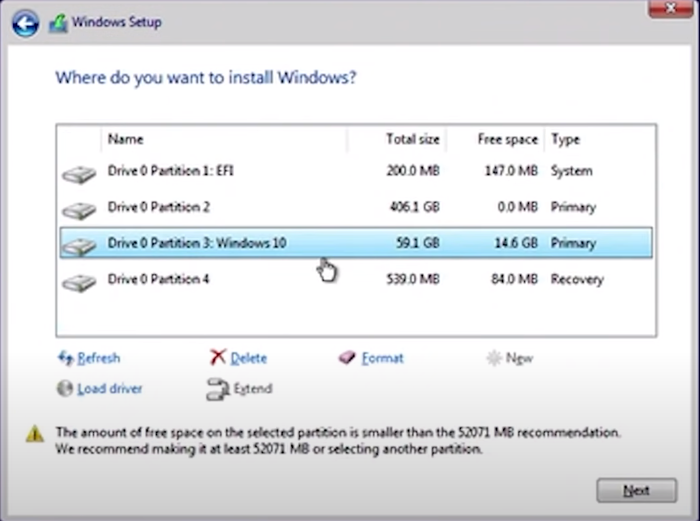 Windows Setup
Where do you want to install Windows?
Name Total size Free space Type
Drive 0 Partition 1: EFI 200.0 MB 147.0 MB System
Drive 0 Partition 2 406.1 GB 0.0 MB Primary
Drive 0 Partition 3: Windows 10 59.1 GB 14.6 GB Primary
Drive 0 Partition 4 539.0 MB 84.0 MB Recovery
Refresh Delete Format New
Load driver Extend
The amount of free space on the selected partition is smaller than the 52071 MB recommendation.
We recommend making it at least 52071 MB or selecting another partition.
Next